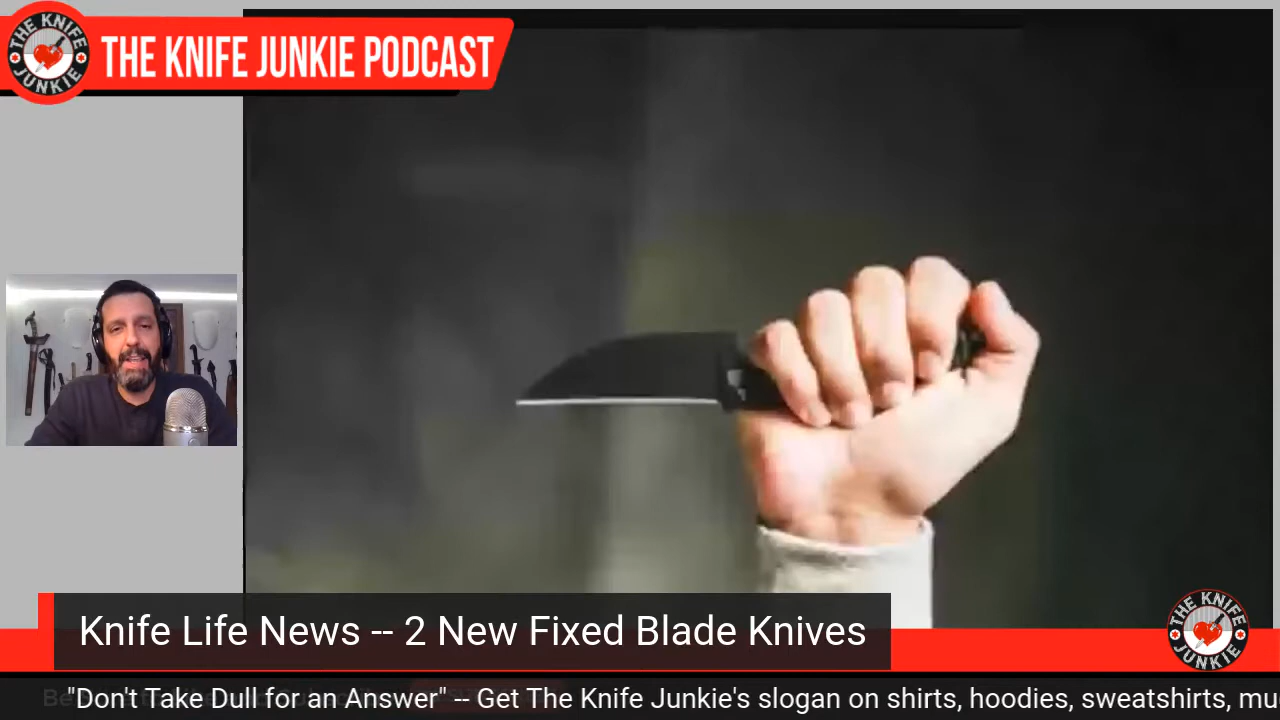 THE KNIFE
JUNKIE
THE KNIFE JUNKIE PODCAST
Knife Life News -- 2 New Fixed Blade Knives
THE KNIFE
JUNKIE
"Don't Take Dull for an Answer" -- Get The Knife Junkie's slogan on shirts, hoodies, sweatshirts, mu